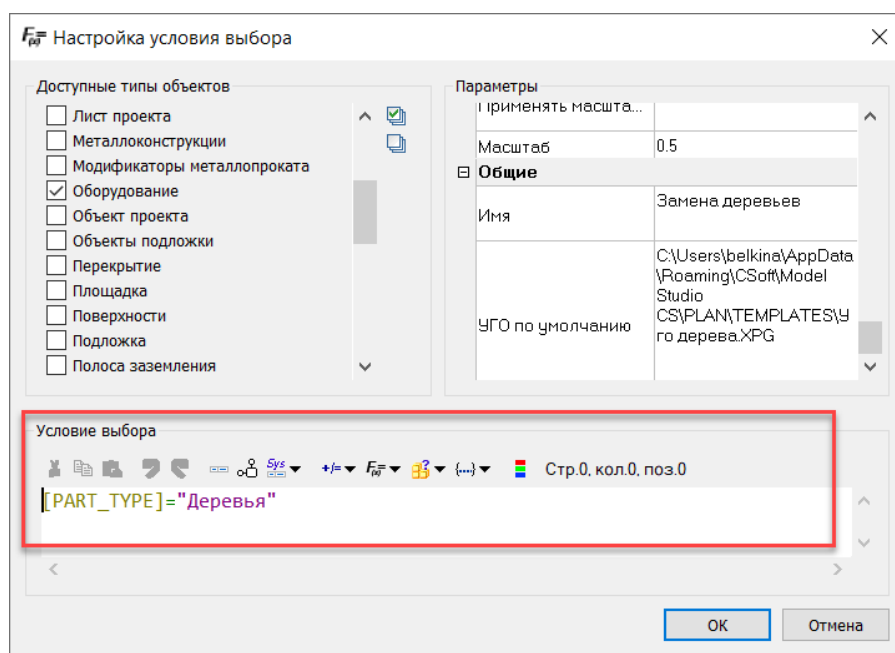 Настройка условия выбора
Доступные типы объектов
Лист проекта
Металлоконструкции
Модификаторы металлопроката
Оборудование
Объект проекта
Объекты подложки
Перекрытие
Площадка
Поверхности
Подложка
Полоса заземления
Параметры
Применять масшта...
Масштаб
0.5
Общие
Имя
Замена деревьев
УГО по умолчанию
C:\Users\belkina\AppData
\Roaming\CSoft\Model
Studio
CS\PLAN\TEMPLATES\У
го дерева.XPG
Условие выбора
Sys
+/=
F(x)=
{...}
Стр.0, кол.0, поз.0
[PART_TYPE]="Деревья"
ОК
Отмена